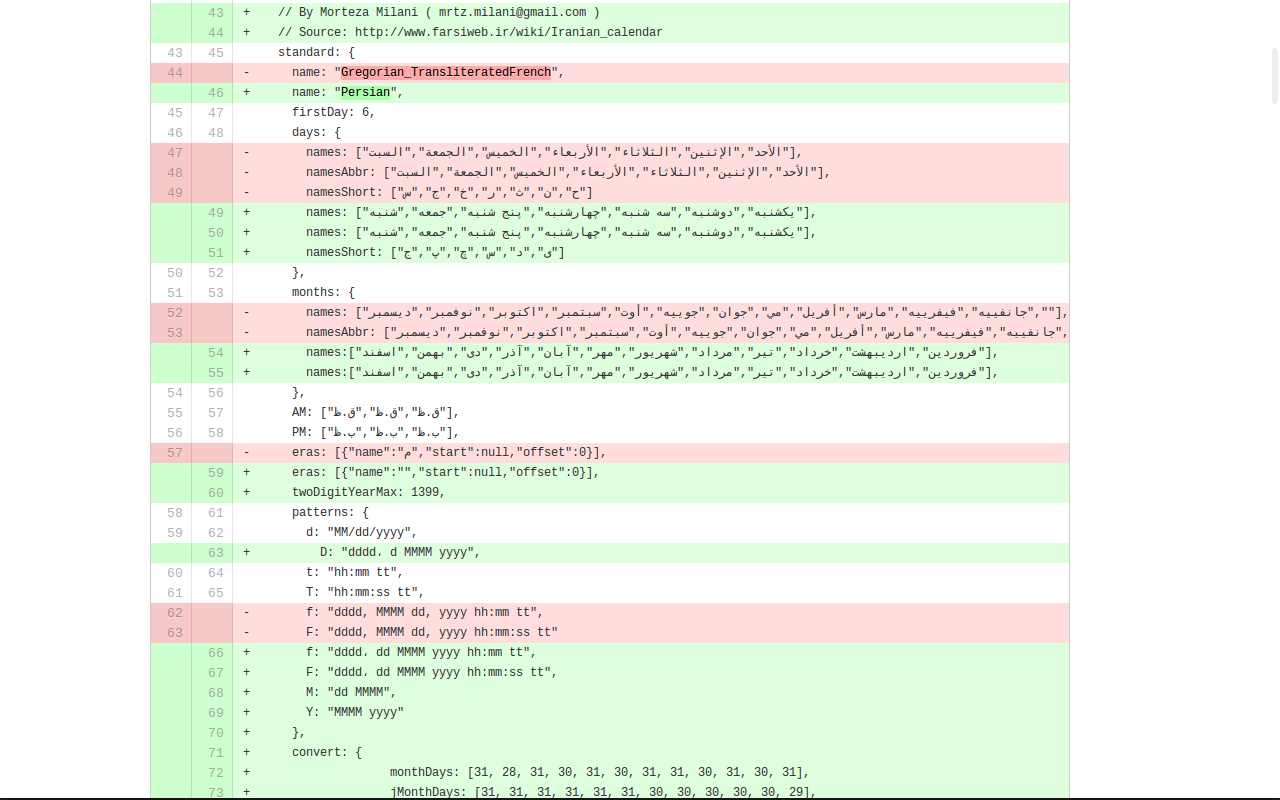 43 + // By Morteza Milani ( mrtz.milani@gmail.com )
44 + // Source: http://www.farsiweb.ir/wiki/Iranian_calendar
43 45 standard: {
44 - name: "Gregorian_TransliteratedFrench",
46 + name: "Persian",
45 47 firstDay: 6,
46 48 days: {
47 - names: ["الأحد","الإثنين","الثلاثاء","الأربعاء","الخميس","الجمعة","السبت"],
48 - namesAbbr: ["الأحد","الإثنين","الثلاثاء","الأربعاء","الخميس","الجمعة","السبت"],
49 - namesShort: ["ح","ن","ث","ر","خ","ج","س"]
49 + names: ["یکشنبه","دوشنبه","سه شنبه","چهارشنبه","پنج شنبه","جمعه","شنبه"],
50 + names: ["یکشنبه","دوشنبه","سه شنبه","چهارشنبه","پنج شنبه","جمعه","شنبه"],
51 + namesShort: ["ی","د","س","چ","پ","ج"]
50 52 },
51 53 months: {
52 - names: ["جانفييه","فيفرييه","مارس","أفريل","مي","جوان","جوييه","أوت","سبتمبر","اكتوبر","نوفمبر","ديسمبر",""],
53 - namesAbbr: ["جانفييه","فيفرييه","مارس","أفريل","مي","جوان","جوييه","أوت","سبتمبر","اكتوبر","نوفمبر","ديسمبر",
54 + names:["فروردین","اردیبهشت","خرداد","تیر","مرداد","شهریور","مهر","آبان","آذر","دی","بهمن","اسفند"],
55 + names:["فروردین","اردیبهشت","خرداد","تیر","مرداد","شهریور","مهر","آبان","آذر","دی","بهمن","اسفند"],
54 56 },
55 57 AM: ["ق.ظ","ق.ظ","ق.ظ"],
56 58 PM: ["ب.ظ","ب.ظ","ب.ظ"],
57 - eras: [{"name":"م","start":null,"offset":0}],
59 + eras: [{"name":"","start":null,"offset":0}],
60 + twoDigitYearMax: 1399,
58 61 patterns: {
59 62 d: "MM/dd/yyyy",
63 + D: "dddd، d MMMM yyyy",
60 64 t: "hh:mm tt",
61 65 T: "hh:mm:ss tt",
62 - f: "dddd, MMMM dd, yyyy hh:mm tt",
63 - F: "dddd, MMMM dd, yyyy hh:mm:ss tt"
66 + f: "dddd، dd MMMM yyyy hh:mm tt",
67 + F: "dddd، dd MMMM yyyy hh:mm:ss tt",
68 + M: "dd MMMM",
69 + Y: "MMMM yyyy"
70 + },
71 + convert: {
72 + monthDays: [31, 28, 31, 30, 31, 30, 31, 31, 30, 31, 30, 31],
73 + jMonthDays: [31, 31, 31, 31, 31, 31, 30, 30, 30, 30, 30, 29],